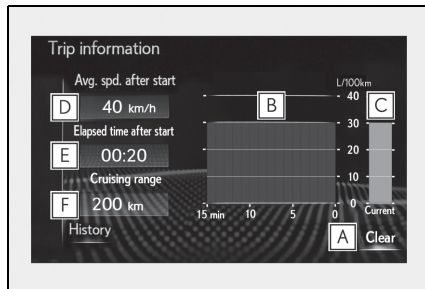 Trip information
Avg. spd. after start
D 40 km/h
Elapsed time after start
E 00:20
Cruising range
F 200 km
History
B
L/100km
40
30
20
10
0
15 min 10 5 0
C
Current
A Clear